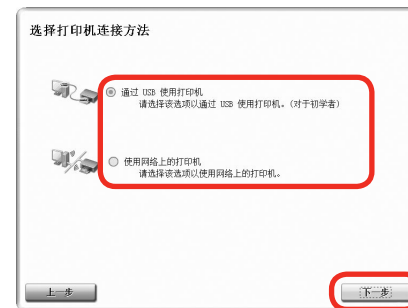 选择打印机连接方法
通过 USB 使用打印机
请选择该选项以通过 USB 使用打印机。(对于初学者)
使用网络上的打印机
请选择该选项以使用网络上的打印机。
上一步
下一步